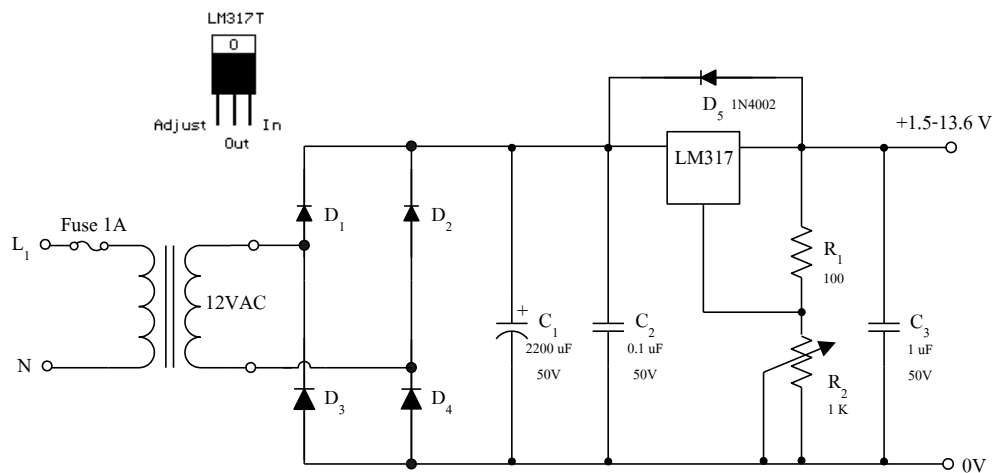 LM317T
O
Adjust
In
Out
D5 1N4002
+1.5-13.6 V
LM317
D1
D2
Fuse 1A
L1
R1
100
12VAC
+
C1
2200 uF
50V
C2
0.1 uF
50V
C3
1 uF
50V
N
R2
1 K
D3
D4
0V